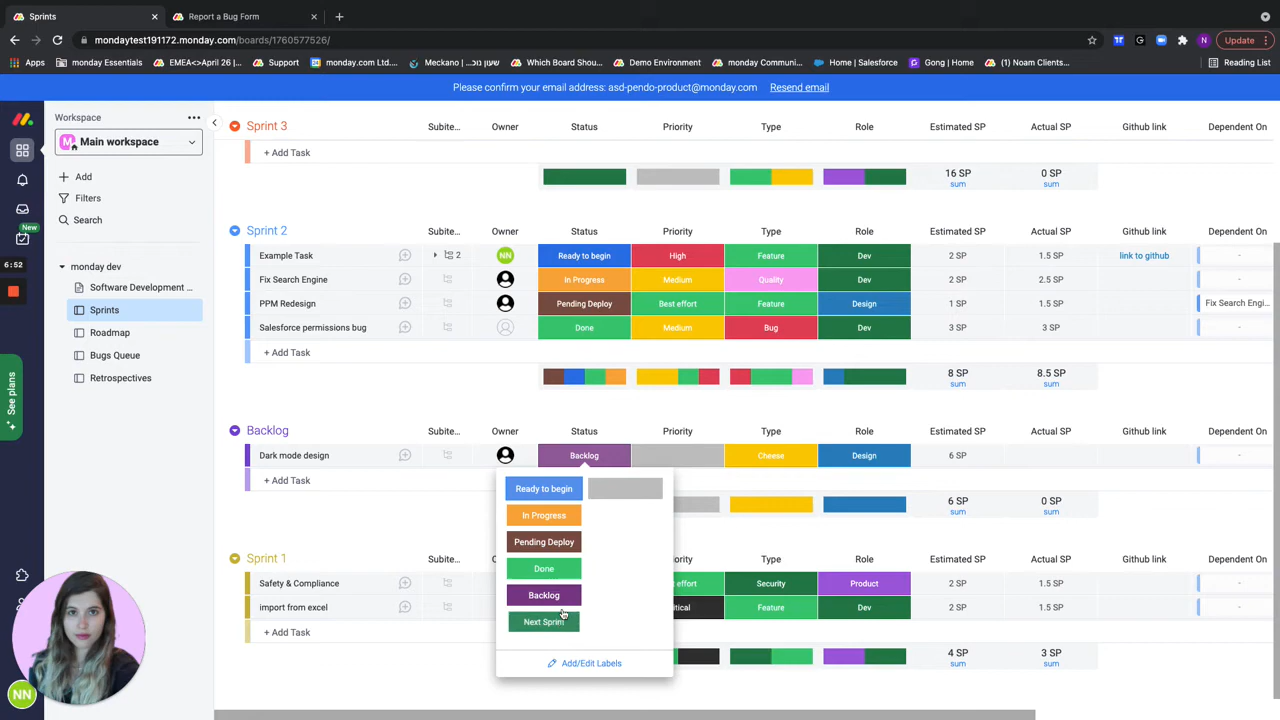 Sprints
Report a Bug Form
mondaytest191172.monday.com/boards/1760577526/
N
Update
Apps
monday Essentials
EMEA<>April 26 |...
Support
monday.com Ltd....
Meckano | שעון נוכ...
Which Board Shou...
Demo Environment
monday Communi...
Home | Salesforce
Gong | Home
(1) Noam Clients...
Reading List
Please confirm your email address: asd-pendo-product@monday.com Resend email
Workspace
M Main workspace
Add
Filters
Search
New
6:52
See plans
NN
monday dev
Software Development ...
Sprints
Roadmap
Bugs Queue
Retrospectives
Sprint 3 Subite... Owner Status Priority Type Role Estimated SP Actual SP Github link Dependent On
+ Add Task
16 SP 0 SP
sum sum
Sprint 2 Subite... Owner Status Priority Type Role Estimated SP Actual SP Github link Dependent On
Example Task 2 NN Ready to begin High Feature Dev 2 SP 1.5 SP link to github -
Fix Search Engine In Progress Medium Quality Dev 2 SP 1.5 SP -
PPM Redesign Pending Deploy Best effort Feature Design 1 SP 1.5 SP Fix Search Engi...
Salesforce permissions bug Done Medium Bug Dev 3 SP 3 SP -
+ Add Task
8 SP 8.5 SP
sum sum
Backlog Subite... Owner Status Priority Type Role Estimated SP Actual SP Github link Dependent On
Dark mode design Backlog Cheese Design 6 SP -
+ Add Task
6 SP 0 SP
sum sum
Ready to begin
In Progress
Pending Deploy
Done
Backlog
Next Sprint
Add/Edit Labels
Sprint 1 Subite... Type Role Estimated SP Actual SP Github link Dependent On
Safety & Compliance effort Security Product 2 SP 1.5 SP -
import from excel Feature Dev 2 SP 1.5 SP -
+ Add Task
4 SP 3 SP
sum sum